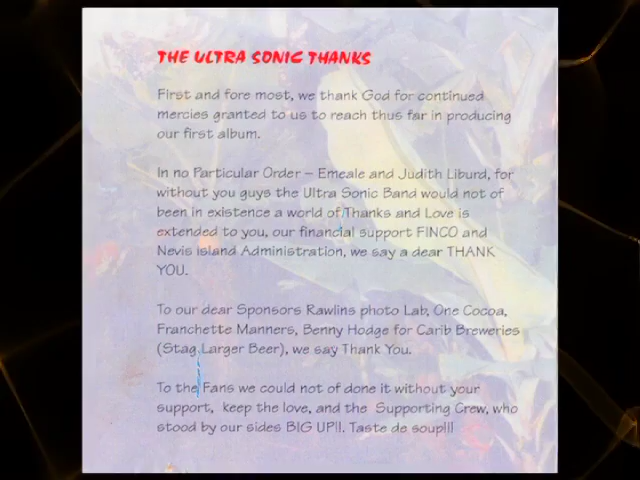 THE ULTRA SONIC THANKS
First and fore most, we thank God for continued
mercies granted to us to reach thus far in producing
our first album.
In no Particular Order – Emeale and Judith Liburd, for
without you guys the Ultra Sonic Band would not of
been in existence a world of Thanks and Love is
extended to you, our financial support FINCO and
Nevis island Administration, we say a dear THANK
YOU.
To our dear Sponsors Rawlins photo Lab, One Cocoa,
Franchette Manners, Benny Hodge for Carib Breweries
(Stag Larger Beer), we say Thank You.
To the Fans we could not of done it without your
support, keep the love, and the Supporting Crew, who
stood by our sides BIG UP!!. Taste de soup!!!